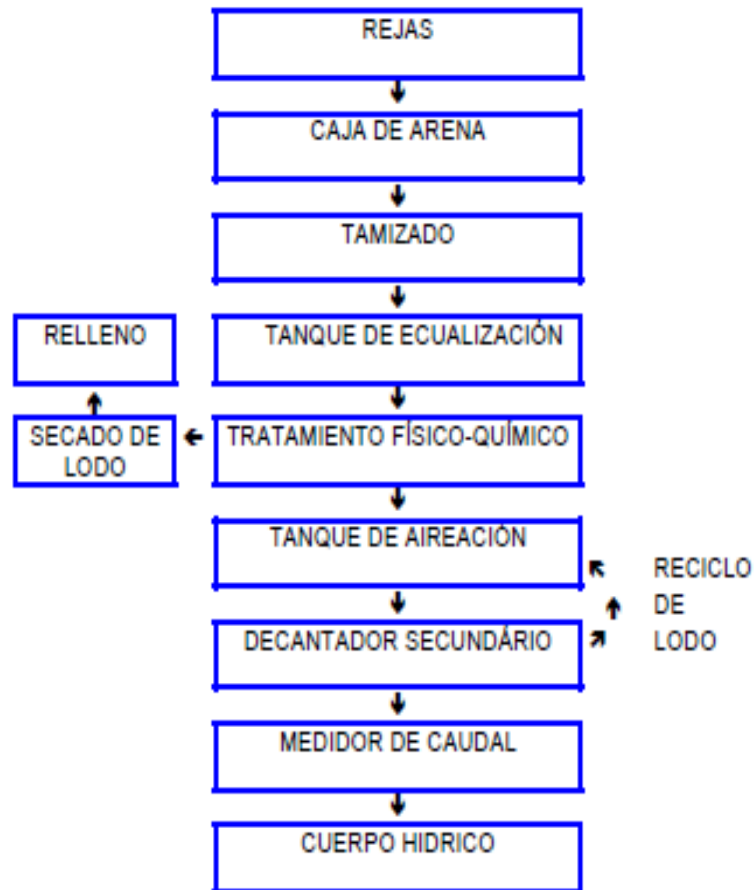 REJAS
CAJA DE ARENA
TAMIZADO
RELLENO
TANQUE DE ECUALIZACIÓN
SECADO DE
LODO
TRATAMIENTO FÍSICO-QUÍMICO
TANQUE DE AIREACIÓN
RECICLO
DE
LODO
DECANTADOR SECUNDÁRIO
MEDIDOR DE CAUDAL
CUERPO HIDRICO